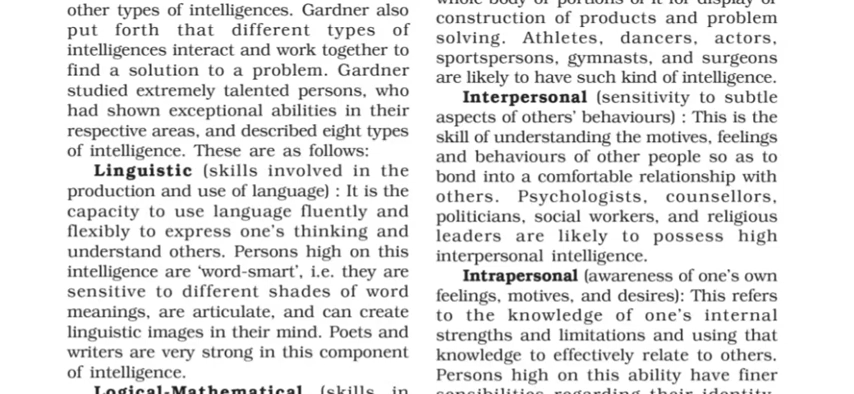 other types of intelligences. Gardner also
put forth that different types of
intelligences interact and work together to
find a solution to a problem. Gardner
studied extremely talented persons, who
had shown exceptional abilities in their
respective areas, and described eight types
of intelligence. These are as follows:
Linguistic (skills involved in the
production and use of language) : It is the
capacity to use language fluently and
flexibly to express one's thinking and
understand others. Persons high on this
intelligence are ‘word-smart’, i.e. they are
sensitive to different shades of word
meanings, are articulate, and can create
linguistic images in their mind. Poets and
writers are very strong in this component
of intelligence.
Logical-Mathematical (skills in
whole body or portions of it for display or
construction of products and problem
solving. Athletes, dancers, actors,
sportspersons, gymnasts, and surgeons
are likely to have such kind of intelligence.
Interpersonal (sensitivity to subtle
aspects of others’ behaviours) : This is the
skill of understanding the motives, feelings
and behaviours of other people so as to
bond into a comfortable relationship with
others. Psychologists, counsellors,
politicians, social workers, and religious
leaders are likely to possess high
interpersonal intelligence.
Intrapersonal (awareness of one’s own
feelings, motives, and desires): This refers
to the knowledge of one’s internal
strengths and limitations and using that
knowledge to effectively relate to others.
Persons high on this ability have finer
sensibilities regarding their identity,